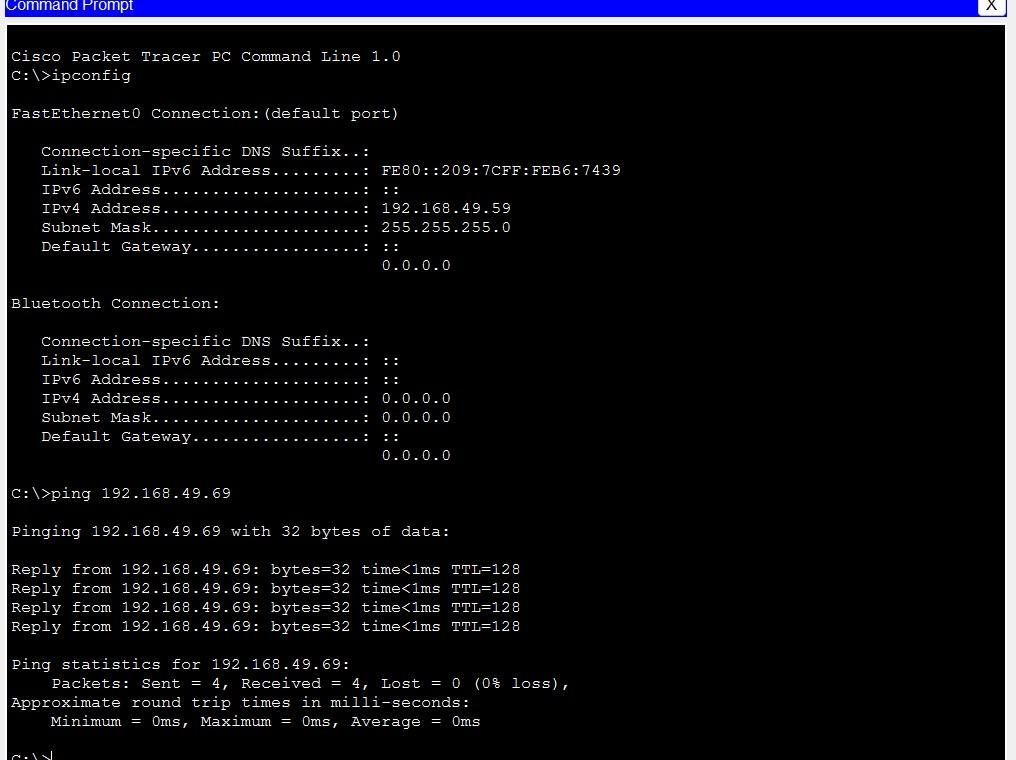 Command Prompt
X
Cisco Packet Tracer PC Command Line 1.0
C:\>ipconfig
FastEthernet0 Connection:(default port)
Connection-specific DNS Suffix..:
Link-local IPv6 Address.........: FE80::209:7CFF:FEB6:7439
IPv6 Address....................: ::
IPv4 Address....................: 192.168.49.59
Subnet Mask.....................: 255.255.255.0
Default Gateway.................: ::
0.0.0.0
Bluetooth Connection:
Connection-specific DNS Suffix..:
Link-local IPv6 Address.........: ::
IPv6 Address....................: ::
IPv4 Address....................: 0.0.0.0
Subnet Mask.....................: 0.0.0.0
Default Gateway.................: ::
0.0.0.0
C:\>ping 192.168.49.69
Pinging 192.168.49.69 with 32 bytes of data:
Reply from 192.168.49.69: bytes=32 time<1ms TTL=128
Reply from 192.168.49.69: bytes=32 time<1ms TTL=128
Reply from 192.168.49.69: bytes=32 time<1ms TTL=128
Reply from 192.168.49.69: bytes=32 time<1ms TTL=128
Ping statistics for 192.168.49.69:
Packets: Sent = 4, Received = 4, Lost = 0 (0% loss),
Approximate round trip times in milli-seconds:
Minimum = 0ms, Maximum = 0ms, Average = 0ms
C:\>